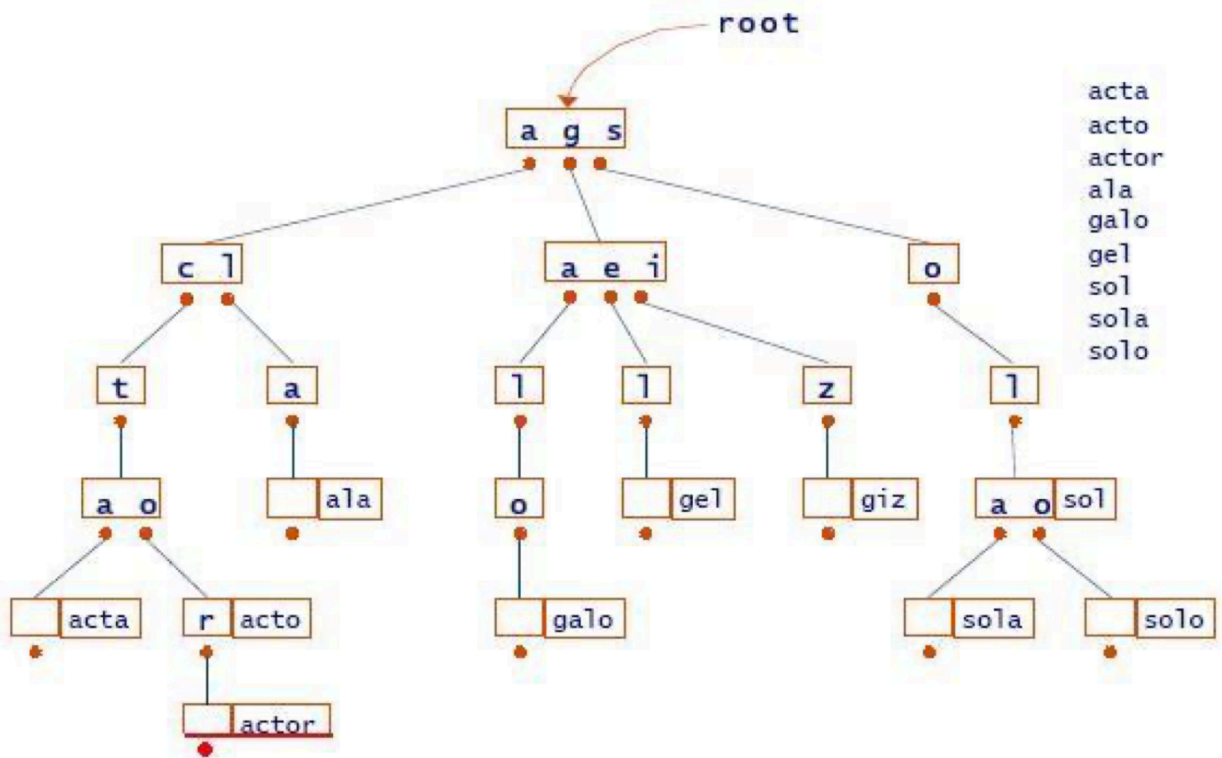 root
a g s
c l
a e i
o
t
a
l
l
z
l
a o
ala
o
gel
giz
a o sol
acta
r acto
galo
sola
solo
actor
acta
acto
actor
ala
galo
gel
sol
sola
solo